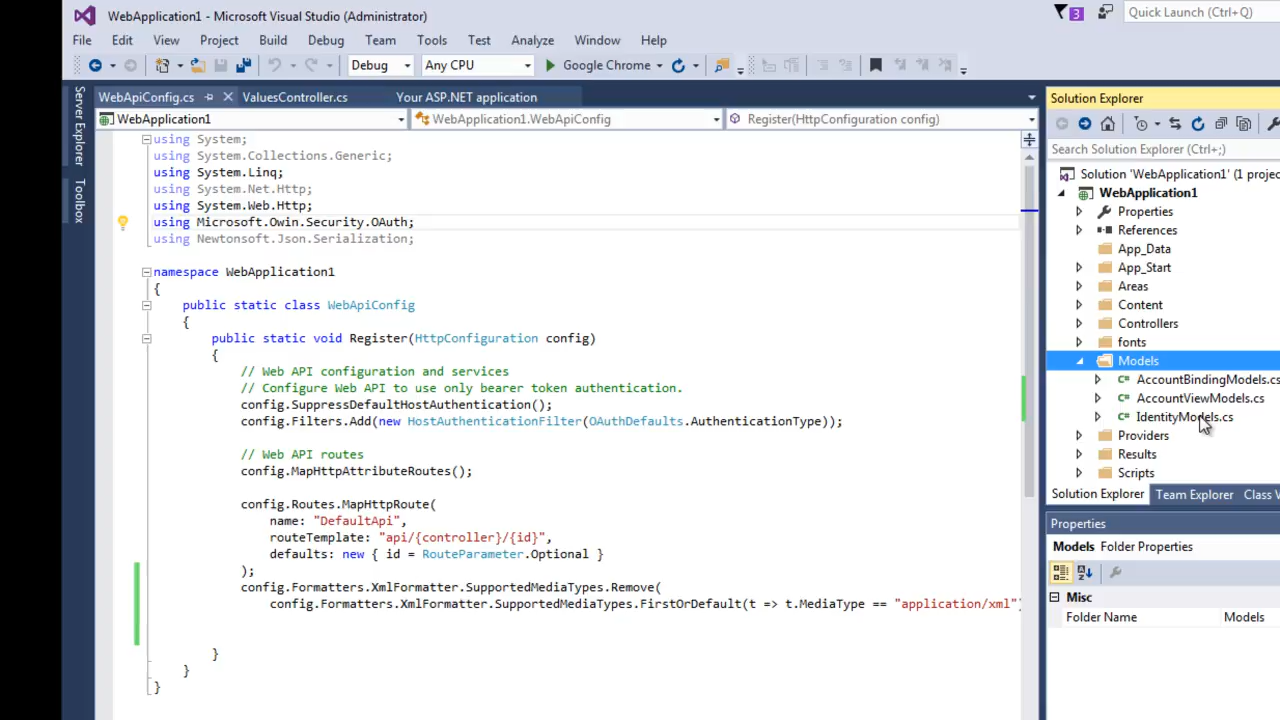 WebApplication1 - Microsoft Visual Studio (Administrator)
3
Quick Launch (Ctrl+Q)
File Edit View Project Build Debug Team Tools Test Analyze Window Help
Debug Any CPU Google Chrome
Server Explorer
Toolbox
WebApiConfig.cs ValuesController.cs Your ASP.NET application
WebApplication1 WebApplication1.WebApiConfig Register(HttpConfiguration config)
using System;
using System.Collections.Generic;
using System.Linq;
using System.Net.Http;
using System.Web.Http;
using Microsoft.Owin.Security.OAuth;
using Newtonsoft.Json.Serialization;
namespace WebApplication1
{
public static class WebApiConfig
{
public static void Register(HttpConfiguration config)
{
// Web API configuration and services
// Configure Web API to use only bearer token authentication.
config.SuppressDefaultHostAuthentication();
config.Filters.Add(new HostAuthenticationFilter(OAuthDefaults.AuthenticationType));
// Web API routes
config.MapHttpAttributeRoutes();
config.Routes.MapHttpRoute(
name: "DefaultApi",
routeTemplate: "api/{controller}/{id}",
defaults: new { id = RouteParameter.Optional }
);
config.Formatters.XmlFormatter.SupportedMediaTypes.Remove(
config.Formatters.XmlFormatter.SupportedMediaTypes.FirstOrDefault(t => t.MediaType == "application/xml")
}
}
}
Solution Explorer
Search Solution Explorer (Ctrl+;)
Solution 'WebApplication1' (1 projec
WebApplication1
Properties
References
App_Data
App_Start
Areas
Content
Controllers
fonts
Models
AccountBindingModels.cs
AccountViewModels.cs
IdentityModels.cs
Providers
Results
Scripts
Solution Explorer Team Explorer Class V
Properties
Models Folder Properties
Misc
Folder Name Models